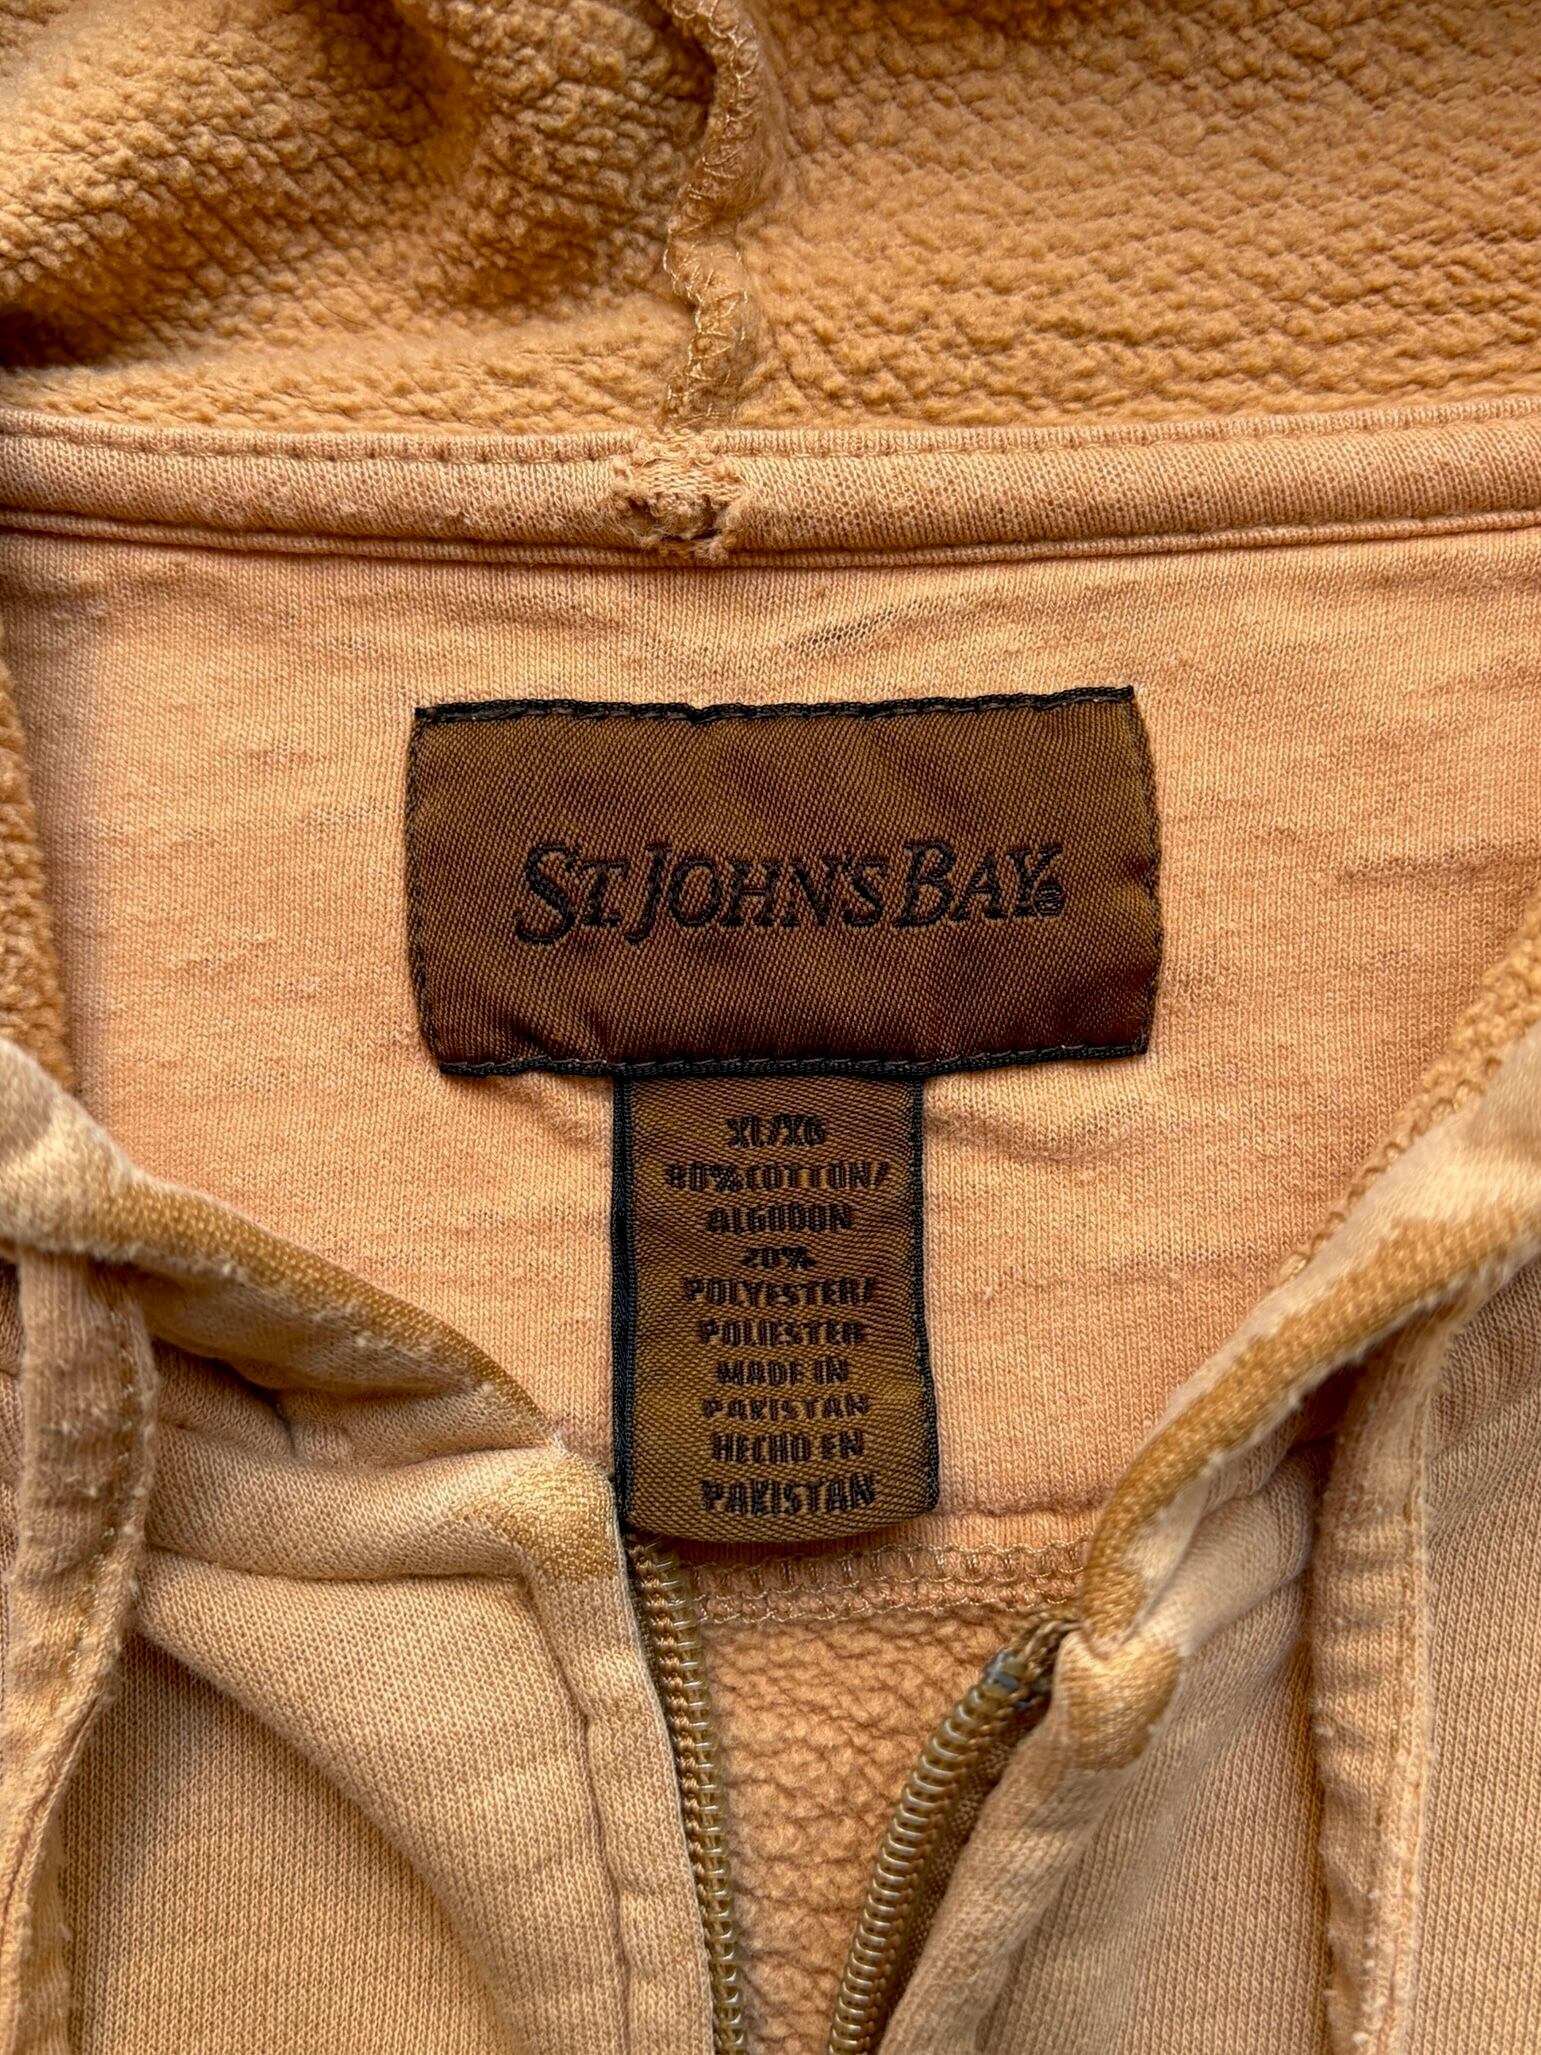 ST. JOHN'S BAY®
XL/XG
80% COTTON/
ALGODON
20%
POLYESTER/
POLIESTER
MADE IN
PAKISTAN
HECHO EN
PAKISTAN